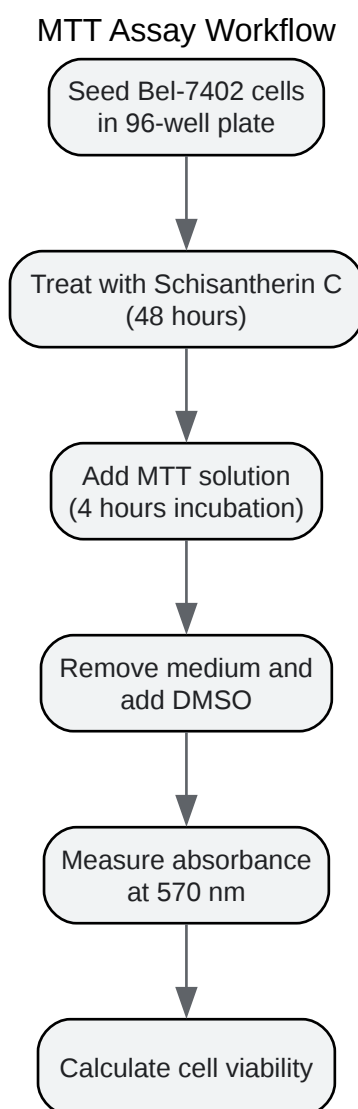 MTT Assay Workflow
Seed Bel-7402 cells
in 96-well plate
Treat with Schisantherin C
(48 hours)
Add MTT solution
(4 hours incubation)
Remove medium and
add DMSO
Measure absorbance
at 570 nm
Calculate cell viability